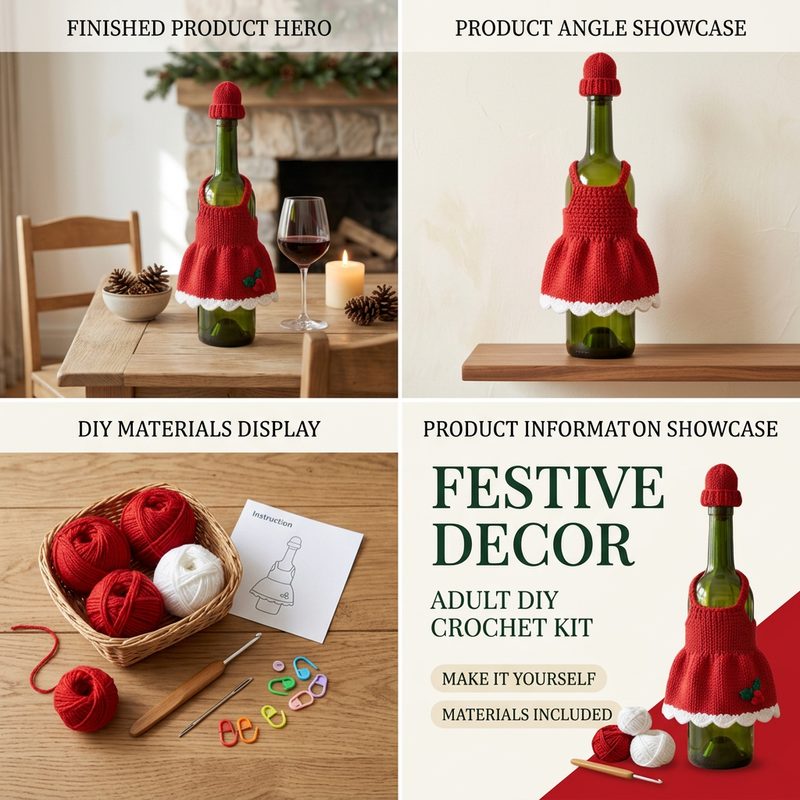 FINISHED PRODUCT HERO
PRODUCT ANGLE SHOWCASE
DIY MATERIALS DISPLAY
Instruction
PRODUCT INFORMATON SHOWCASE
FESTIVE
DECOR
ADULT DIY
CROCHET KIT
MAKE IT YOURSELF
MATERIALS INCLUDED